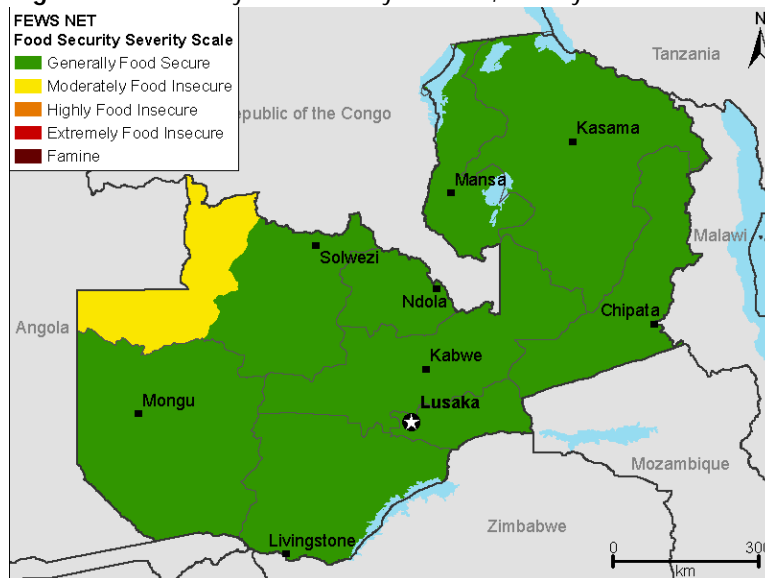 FEWS NET
Food Security Severity Scale
Generally Food Secure
Moderately Food Insecure
Highly Food Insecure
Extremely Food Insecure
Famine
N
Tanzania
of the Congo
Kasama
Mansa
Malawi
Solwezi
Ndola
Chipata
Angola
Kabwe
Mongu
Lusaka
Mozambique
Zimbabwe
Livingstone
0
300
km